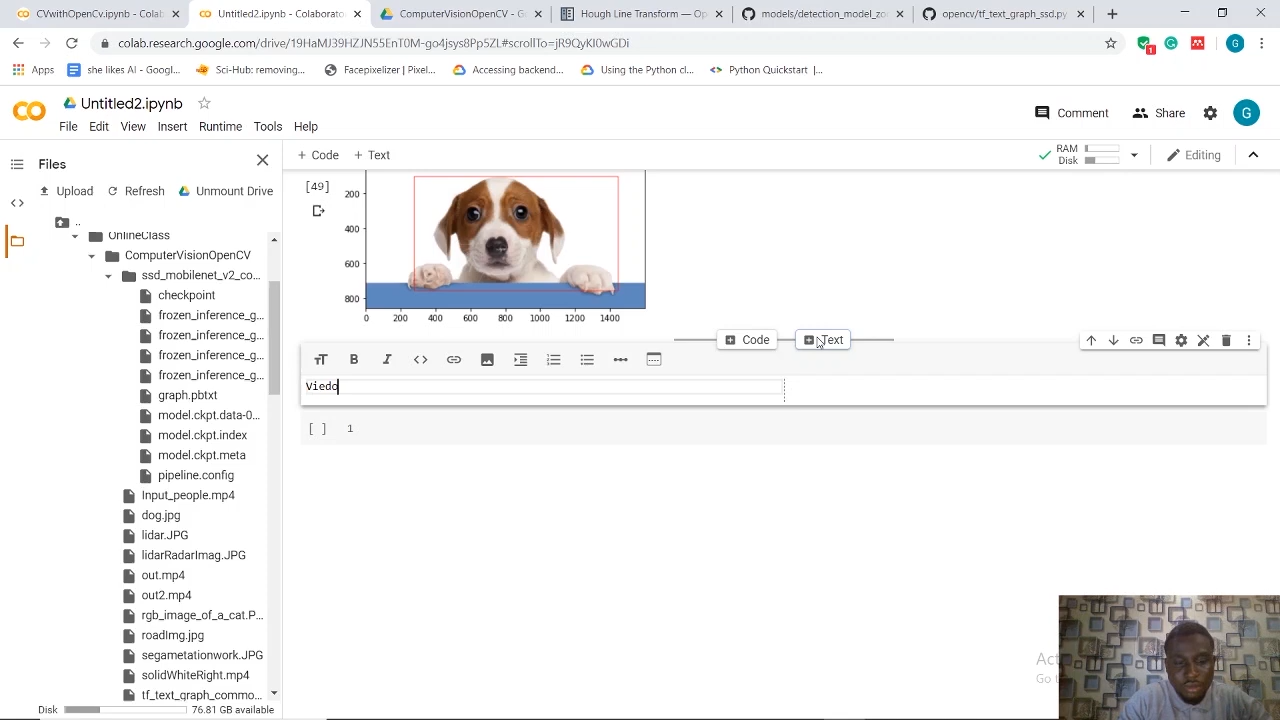 CVwithOpenCv.ipynb - Colab
Untitled2.ipynb - Colaborator
ComputerVisionOpenCV - G
Hough Line Transform — Op
models/detection_model_zo
opencv/tf_text_graph_ssd.py
colab.research.google.com/drive/19HaMJ39HZJN55EnT0M-go4jsys8Pp5ZL#scrollTo=jR9QyKI0wGDi
1
G
Apps
she likes AI - Googl...
Sci-Hub: removing...
Facepixelizer | Pixel...
Accessing backend...
Using the Python cl...
Python Quickstart |...
CO
Untitled2.ipynb
Comment
Share
G
File Edit View Insert Runtime Tools Help
Files
+ Code + Text
RAM
Disk
Editing
Upload Refresh Unmount Drive
[49]
..
OnlineClass
ComputerVisionOpenCV
ssd_mobilenet_v2_co...
checkpoint
frozen_inference_g...
frozen_inference_g...
frozen_inference_g...
frozen_inference_g...
graph.pbtxt
model.ckpt.data-0...
model.ckpt.index
model.ckpt.meta
pipeline.config
Input_people.mp4
dog.jpg
lidar.JPG
lidarRadarImag.JPG
out.mp4
out2.mp4
rgb_image_of_a_cat.P...
roadImg.jpg
segametationwork.JPG
solidWhiteRight.mp4
tf_text_graph_commo...
Disk 76.81 GB available
200
400
600
800
0 200 400 600 800 1000 1200 1400
Code Text
Viedo
[ ] 1
Act
Go t